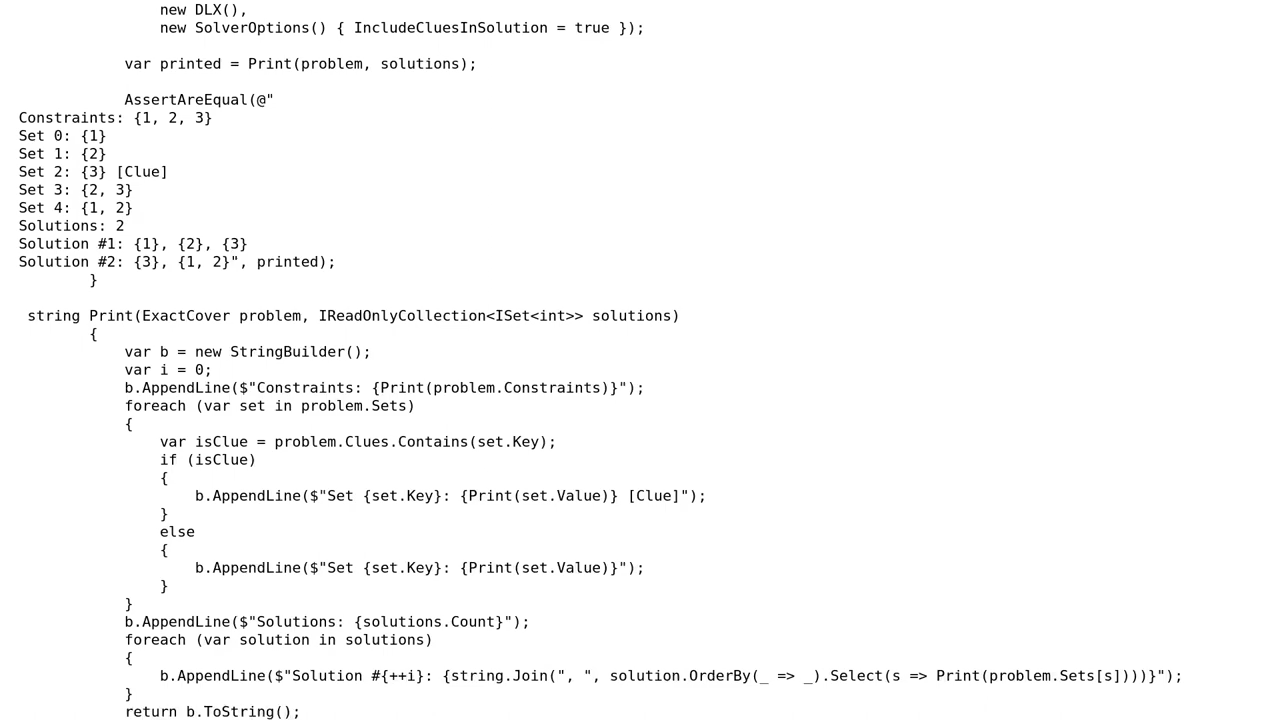 new DLX(),
                new SolverOptions() { IncludeCluesInSolution = true });

            var printed = Print(problem, solutions);

            AssertAreEqual(@"
Constraints: {1, 2, 3}
Set 0: {1}
Set 1: {2}
Set 2: {3} [Clue]
Set 3: {2, 3}
Set 4: {1, 2}
Solutions: 2
Solution #1: {1}, {2}, {3}
Solution #2: {3}, {1, 2}", printed);
        }

 string Print(ExactCover problem, IReadOnlyCollection<ISet<int>> solutions)
        {
            var b = new StringBuilder();
            var i = 0;
            b.AppendLine($"Constraints: {Print(problem.Constraints)}");
            foreach (var set in problem.Sets)
            {
                var isClue = problem.Clues.Contains(set.Key);
                if (isClue)
                {
                    b.AppendLine($"Set {set.Key}: {Print(set.Value)} [Clue]");
                }
                else
                {
                    b.AppendLine($"Set {set.Key}: {Print(set.Value)}");
                }
            }
            b.AppendLine($"Solutions: {solutions.Count}");
            foreach (var solution in solutions)
            {
                b.AppendLine($"Solution #{++i}: {string.Join(", ", solution.OrderBy(_ => _).Select(s => Print(problem.Sets[s])))}");
            }
            return b.ToString();